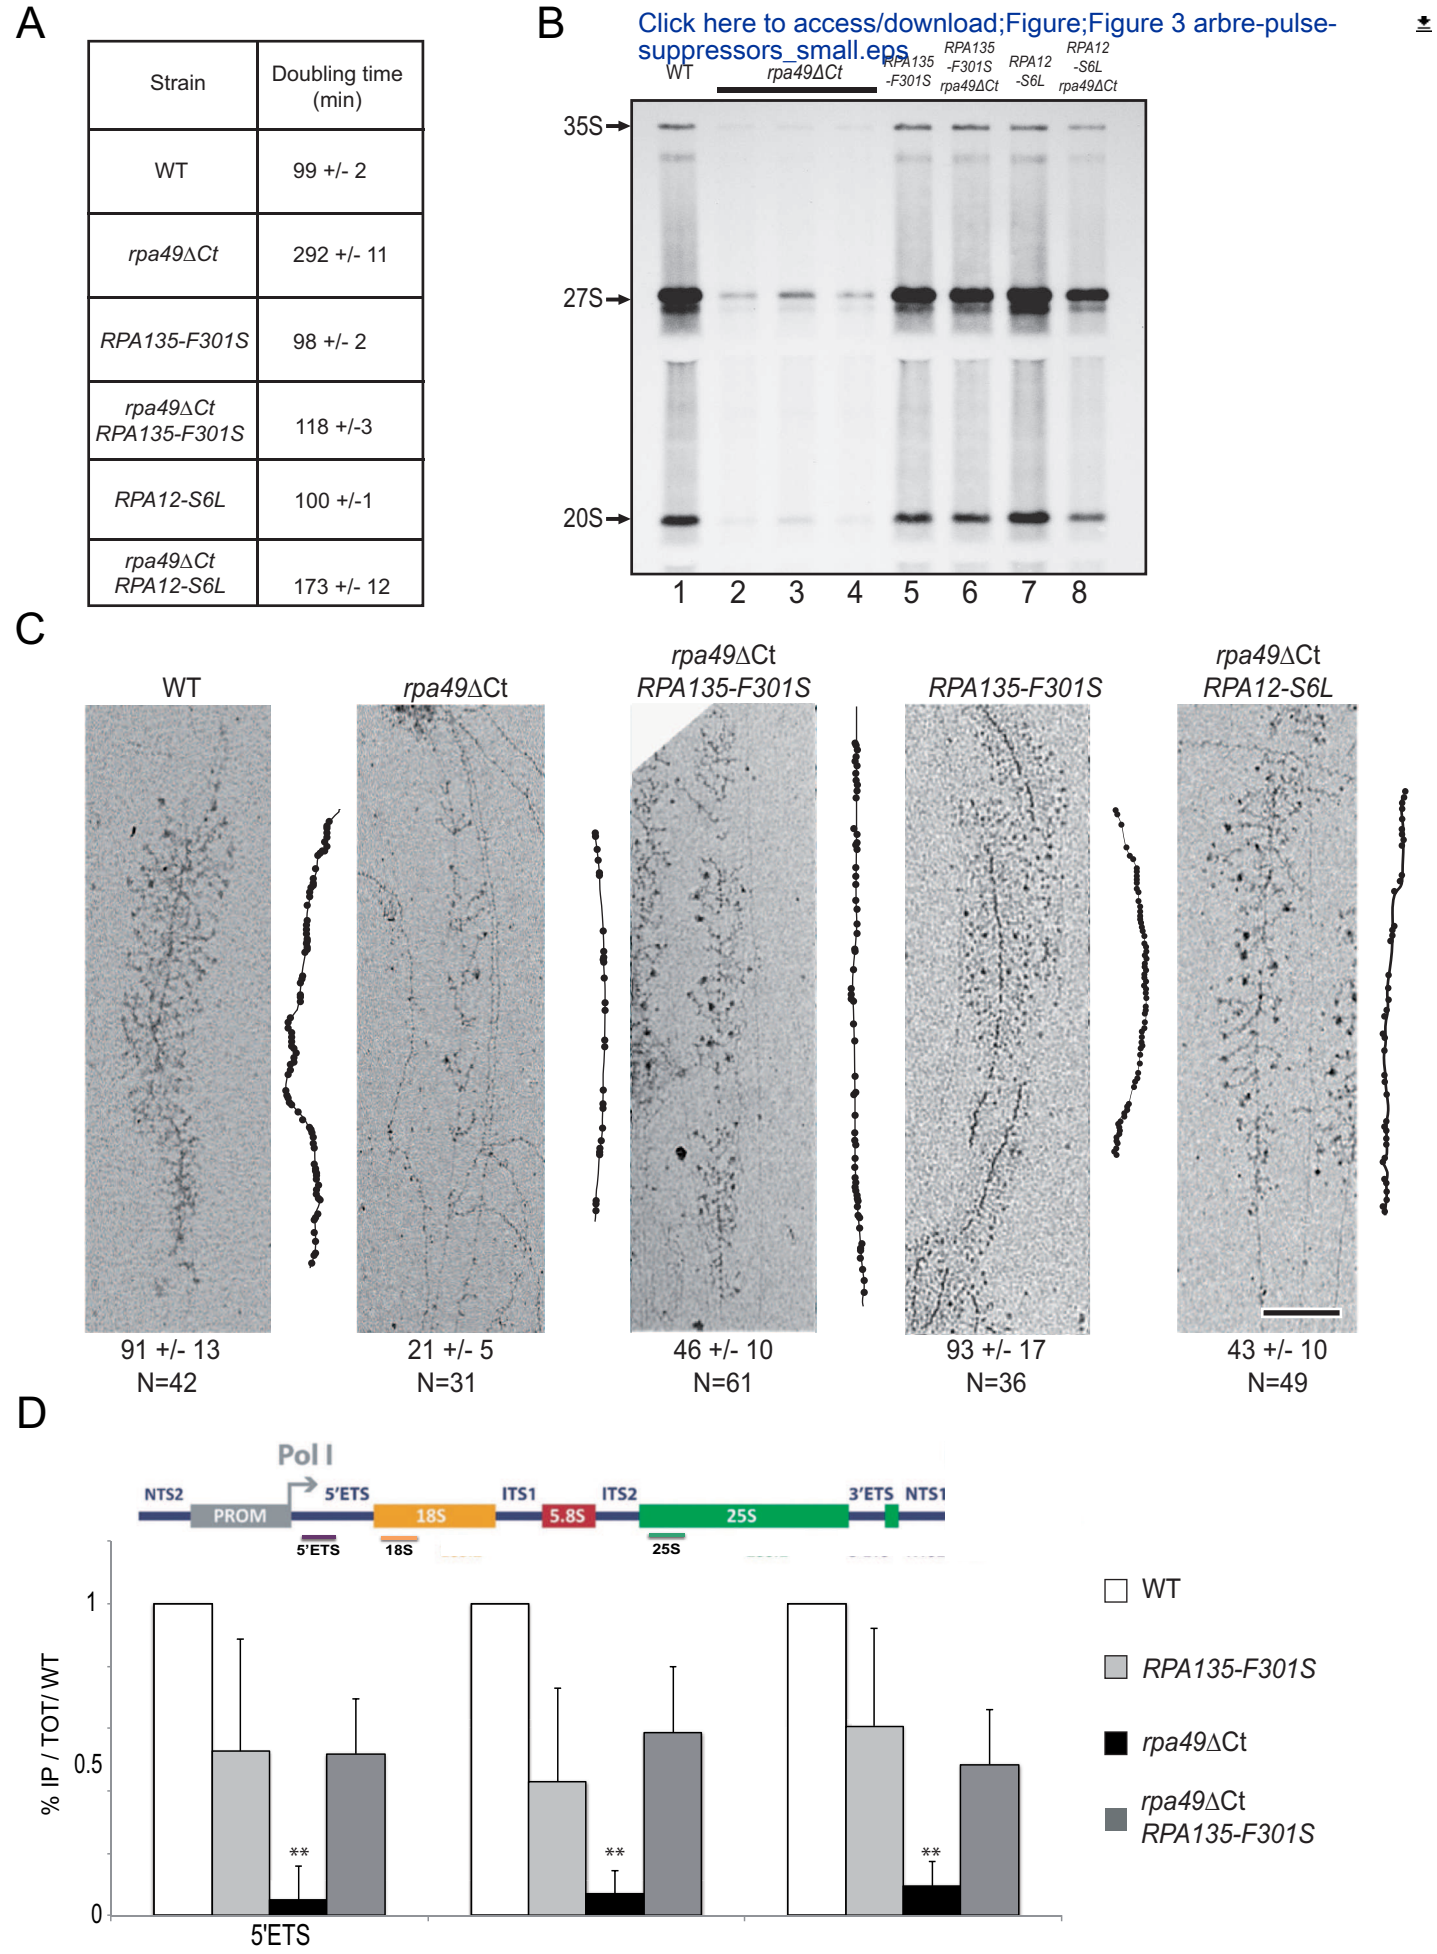 A
Strain
Doubling time
(min)
WT
99 +/- 2
rpa49ΔCt
292 +/- 11
RPA135-F301S
98 +/- 2
rpa49ΔCt
RPA135-F301S
118 +/-3
RPA12-S6L
100 +/-1
rpa49ΔCt
RPA12-S6L
173 +/- 12
B
Click here to access/download;Figure;Figure 3 arbre-pulse-
suppressors_small.eps
WT
rpa49ΔCt
RPA135
-F301S
RPA135
-F301S
rpa49ΔCt
RPA12
-S6L
RPA12
-S6L
rpa49ΔCt
35S
27S
20S
1 2 3 4 5 6 7 8
C
WT
rpa49ΔCt
rpa49ΔCt
RPA135-F301S
RPA135-F301S
rpa49ΔCt
RPA12-S6L
91 +/- 13
N=42
21 +/- 5
N=31
46 +/- 10
N=61
93 +/- 17
N=36
43 +/- 10
N=49
D
Pol I
NTS2 PROM 5'ETS 18S ITS1 5.8S ITS2 25S 3'ETS NTS1
5'ETS 18S 25S
% IP / TOT/ WT
1
0.5
0
** ** **
5'ETS
WT
RPA135-F301S
rpa49ΔCt
rpa49ΔCt
RPA135-F301S